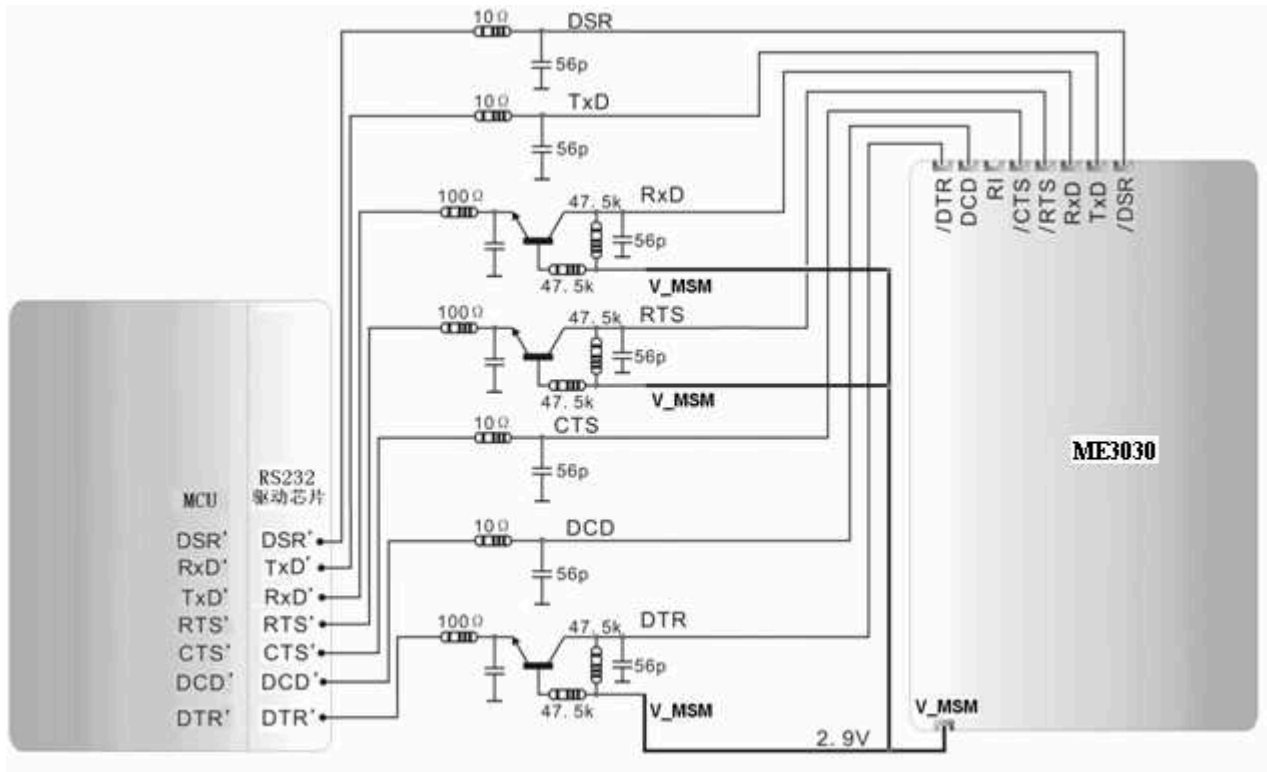 10Ω DSR
56p
10Ω TxD
56p
100Ω 47.5k RxD
56p
47.5k V_MSM
100Ω 47.5k RTS
56p
47.5k V_MSM
10Ω CTS
56p
10Ω DCD
56p
100Ω 47.5k DTR
56p
47.5k V_MSM
2.9V
MCU
RS232
驱动芯片
DSR' DSR'
RxD' TxD'
TxD' RxD'
RTS' RTS'
CTS' CTS'
DCD' DCD'
DTR' DTR'
/DTR
DCD
RI
/CTS
/RTS
RxD
TxD
/DSR
ME3030
V_MSM